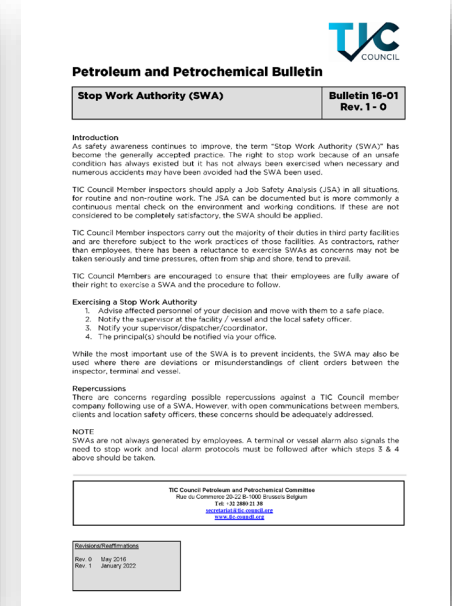 TIC
COUNCIL
Petroleum and Petrochemical Bulletin
Stop Work Authority (SWA)
Bulletin 16-01
Rev. 1 - 0
Introduction
As safety awareness continues to improve, the term "Stop Work Authority (SWA)" has
become the generally accepted practice. The right to stop work because of an unsafe
condition has always existed but it has not always been exercised when necessary and
numerous accidents may have been avoided had the SWA been used.
TIC Council Member inspectors should apply a Job Safety Analysis (JSA) in all situations,
for routine and non-routine work. The JSA can be documented but is more commonly a
continuous mental check on the environment and working conditions. If these are not
considered to be completely satisfactory, the SWA should be applied.
TIC Council Member inspectors carry out the majority of their duties in third party facilities
and are therefore subject to the work practices of those facilities. As contractors, rather
than employees, there has been a reluctance to exercise SWAs as concerns may not be
taken seriously and time pressures, often from ship and shore, tend to prevail.
TIC Council Members are encouraged to ensure that their employees are fully aware of
their right to exercise a SWA and the procedure to follow.
Exercising a Stop Work Authority
1. Advise affected personnel of your decision and move with them to a safe place.
2. Notify the supervisor at the facility / vessel and the local safety officer.
3. Notify your supervisor/dispatcher/coordinator.
4. The principal(s) should be notified via your office.
While the most important use of the SWA is to prevent incidents, the SWA may also be
used where there are deviations or misunderstandings of client orders between the
inspector, terminal and vessel.
Repercussions
There are concerns regarding possible repercussions against a TIC Council member
company following use of a SWA. However, with open communications between members,
clients and location safety officers, these concerns should be adequately addressed.
NOTE
SWAs are not always generated by employees. A terminal or vessel alarm also signals the
need to stop work and local alarm protocols must be followed after which steps 3 & 4
above should be taken.
TIC Council Petroleum and Petrochemical Committee
Rue du Commerce 20-22 B-1000 Brussels Belgium
Tel: +32 2880 21 38
secretariat@tic-council.org
www.tic-council.org
Revisions/Reaffirmations
Rev. 0 May 2016
Rev. 1 January 2022